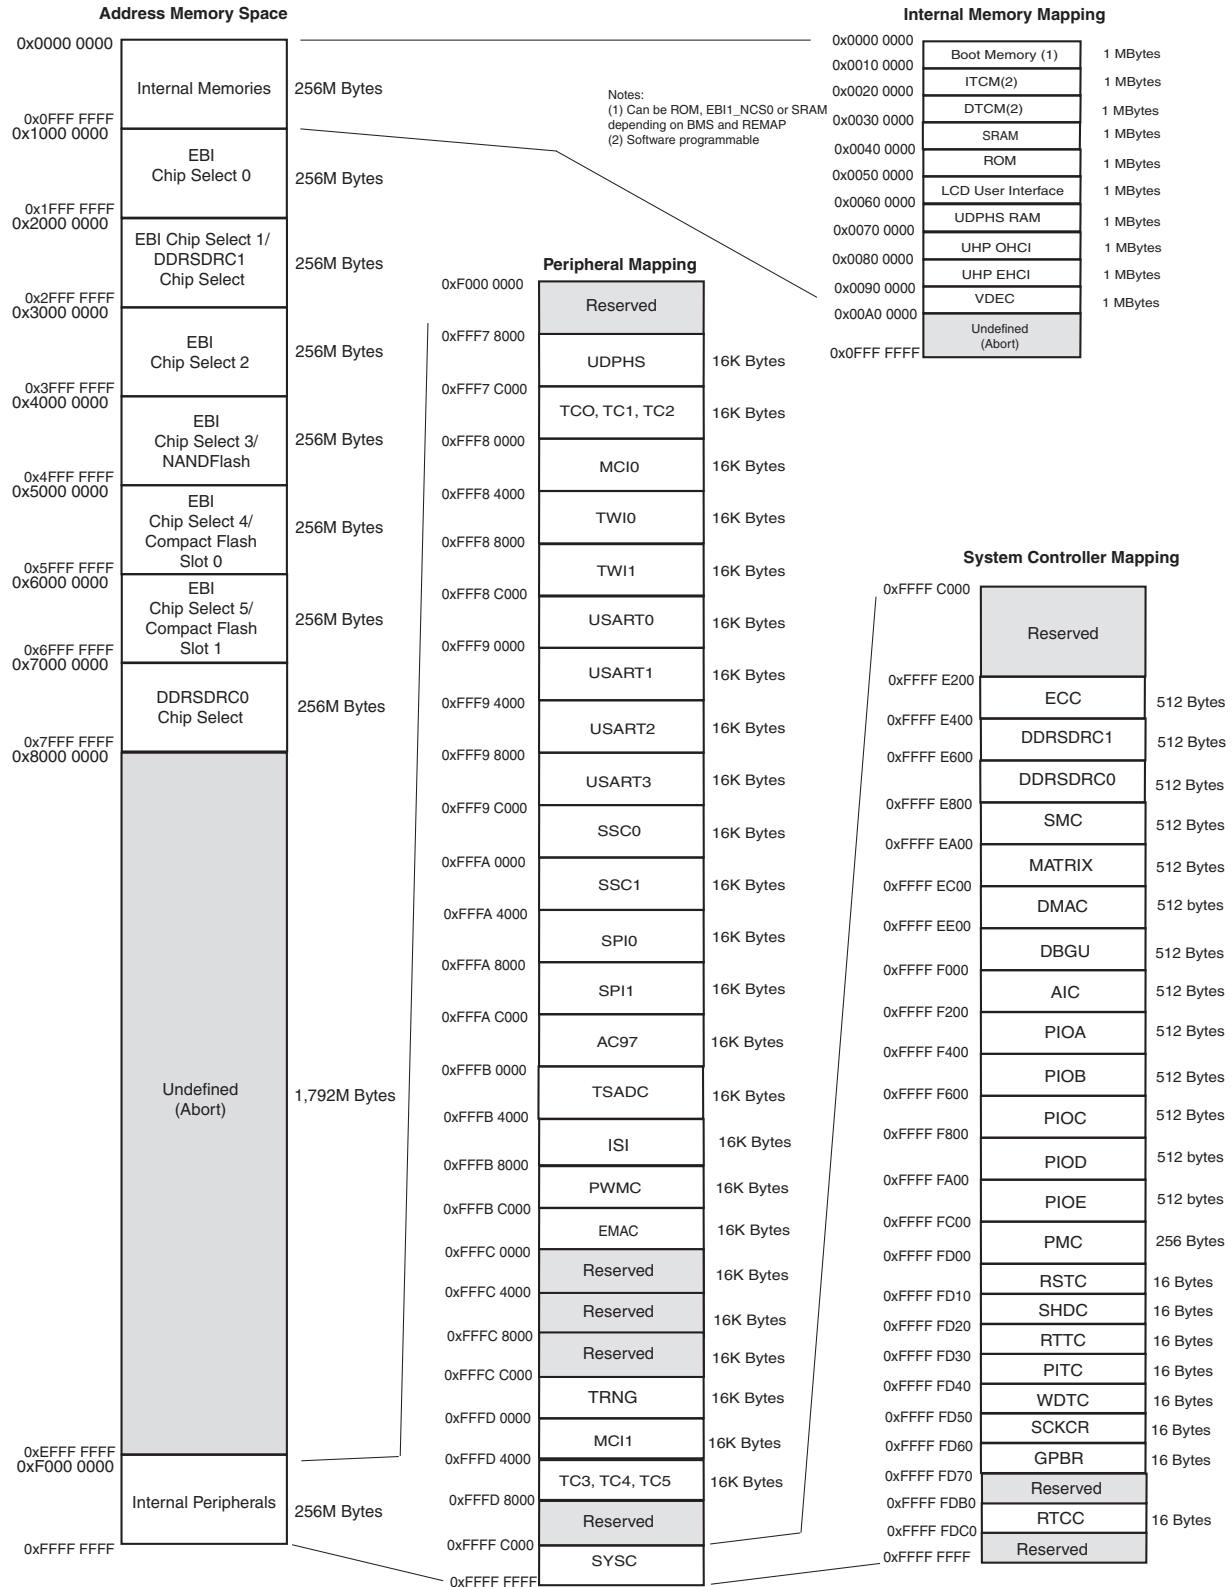 Address Memory Space
0x0000 0000
Internal Memories
256M Bytes
0x0FFF FFFF
0x1000 0000
EBI
Chip Select 0
256M Bytes
0x1FFF FFFF
0x2000 0000
EBI Chip Select 1/
DDRSDRC1
Chip Select
256M Bytes
0x2FFF FFFF
0x3000 0000
EBI
Chip Select 2
256M Bytes
0x3FFF FFFF
0x4000 0000
EBI
Chip Select 3/
NANDFlash
256M Bytes
0x4FFF FFFF
0x5000 0000
EBI
Chip Select 4/
Compact Flash
Slot 0
256M Bytes
0x5FFF FFFF
0x6000 0000
EBI
Chip Select 5/
Compact Flash
Slot 1
256M Bytes
0x6FFF FFFF
0x7000 0000
DDRSDRC0
Chip Select
256M Bytes
0x7FFF FFFF
0x8000 0000
Undefined
(Abort)
1,792M Bytes
0xEFFF FFFF
0xF000 0000
Internal Peripherals
256M Bytes
0xFFFF FFFF
Notes:
(1) Can be ROM, EBI1_NCS0 or SRAM
depending on BMS and REMAP
(2) Software programmable
Peripheral Mapping
0xF000 0000
Reserved
0xFFF7 8000
UDPHS
16K Bytes
0xFFF7 C000
TCO, TC1, TC2
16K Bytes
0xFFF8 0000
MCI0
16K Bytes
0xFFF8 4000
TWI0
16K Bytes
0xFFF8 8000
TWI1
16K Bytes
0xFFF8 C000
USART0
16K Bytes
0xFFF9 0000
USART1
16K Bytes
0xFFF9 4000
USART2
16K Bytes
0xFFF9 8000
USART3
16K Bytes
0xFFF9 C000
SSC0
16K Bytes
0xFFFA 0000
SSC1
16K Bytes
0xFFFA 4000
SPI0
16K Bytes
0xFFFA 8000
SPI1
16K Bytes
0xFFFA C000
AC97
16K Bytes
0xFFFB 0000
TSADC
16K Bytes
0xFFFB 4000
ISI
16K Bytes
0xFFFB 8000
PWMC
16K Bytes
0xFFFB C000
EMAC
16K Bytes
0xFFFC 0000
Reserved
16K Bytes
0xFFFC 4000
Reserved
16K Bytes
0xFFFC 8000
Reserved
16K Bytes
0xFFFC C000
TRNG
16K Bytes
0xFFFD 0000
MCI1
16K Bytes
0xFFFD 4000
TC3, TC4, TC5
16K Bytes
0xFFFD 8000
Reserved
0xFFFF C000
SYSC
0xFFFF FFFF
Internal Memory Mapping
0x0000 0000
Boot Memory (1)
1 MBytes
0x0010 0000
ITCM(2)
1 MBytes
0x0020 0000
DTCM(2)
1 MBytes
0x0030 0000
SRAM
1 MBytes
0x0040 0000
ROM
1 MBytes
0x0050 0000
LCD User Interface
1 MBytes
0x0060 0000
UDPHS RAM
1 MBytes
0x0070 0000
UHP OHCI
1 MBytes
0x0080 0000
UHP EHCI
1 MBytes
0x0090 0000
VDEC
1 MBytes
0x00A0 0000
Undefined
(Abort)
0x0FFF FFFF
System Controller Mapping
0xFFFF C000
Reserved
0xFFFF E200
ECC
512 Bytes
0xFFFF E400
DDRSDRC1
512 Bytes
0xFFFF E600
DDRSDRC0
512 Bytes
0xFFFF E800
SMC
512 Bytes
0xFFFF EA00
MATRIX
512 Bytes
0xFFFF EC00
DMAC
512 bytes
0xFFFF EE00
DBGU
512 Bytes
0xFFFF F000
AIC
512 Bytes
0xFFFF F200
PIOA
512 Bytes
0xFFFF F400
PIOB
512 Bytes
0xFFFF F600
PIOC
512 Bytes
0xFFFF F800
PIOD
512 bytes
0xFFFF FA00
PIOE
512 bytes
0xFFFF FC00
PMC
256 Bytes
0xFFFF FD00
RSTC
16 Bytes
0xFFFF FD10
SHDC
16 Bytes
0xFFFF FD20
RTTC
16 Bytes
0xFFFF FD30
PITC
16 Bytes
0xFFFF FD40
WDTC
16 Bytes
0xFFFF FD50
SCKCR
16 Bytes
0xFFFF FD60
GPBR
16 Bytes
0xFFFF FD70
Reserved
0xFFFF FDB0
RTCC
16 Bytes
0xFFFF FDC0
Reserved
0xFFFF FFFF